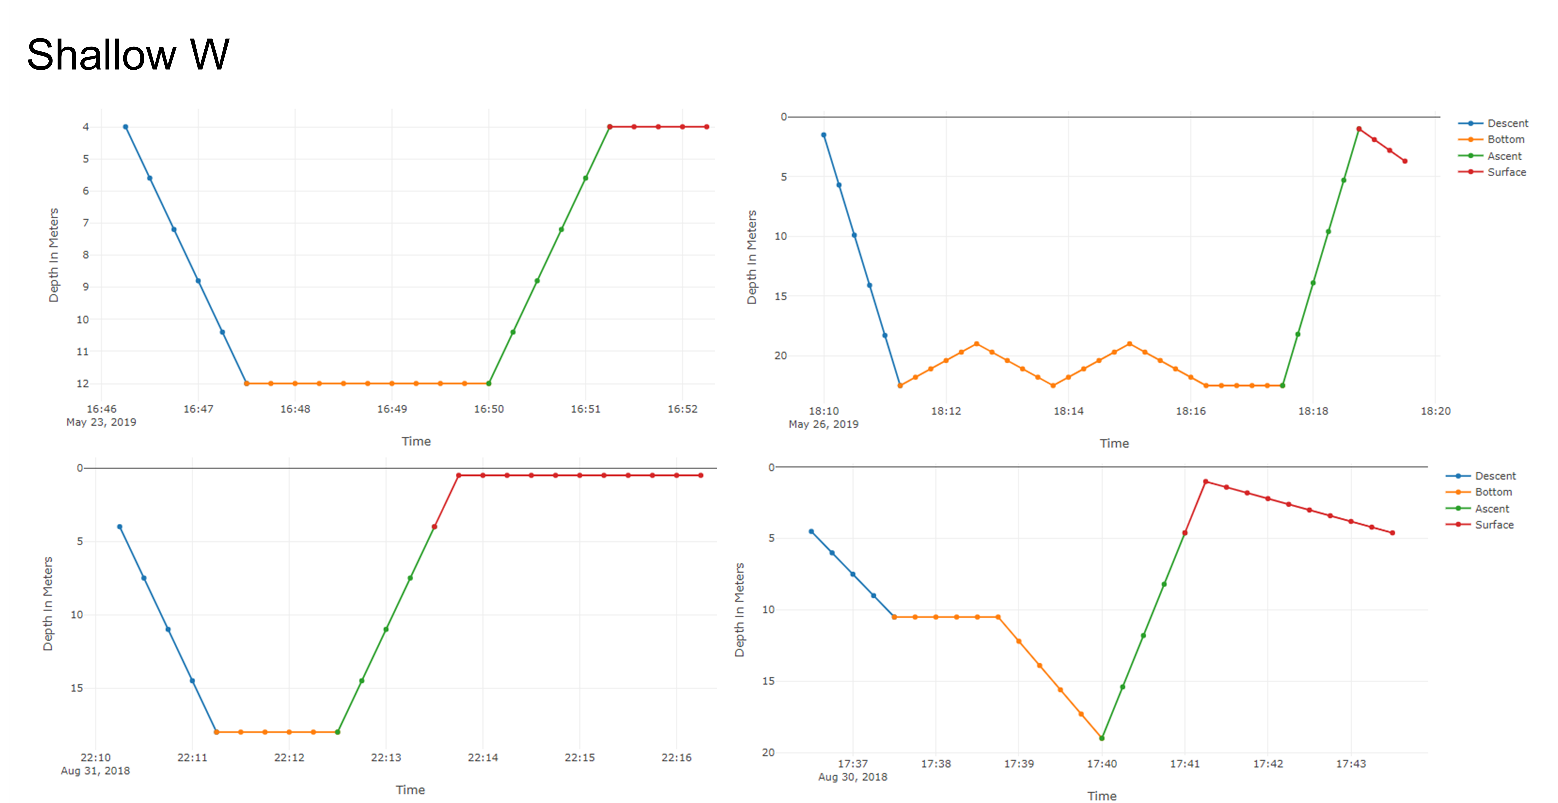 Shallow W
4
5
6
7
8
9
10
11
12
Depth In Meters
16:46 16:47 16:48 16:49 16:50 16:51 16:52
May 23, 2019
Time
0
5
10
15
20
Depth In Meters
18:10 18:12 18:14 18:16 18:18 18:20
May 26, 2019
Time
Descent
Bottom
Ascent
Surface
0
5
10
15
Depth In Meters
22:10 22:11 22:12 22:13 22:14 22:15 22:16
Aug 31, 2018
Time
0
5
10
15
20
Depth In Meters
17:37 17:38 17:39 17:40 17:41 17:42 17:43
Aug 30, 2018
Time
Descent
Bottom
Ascent
Surface